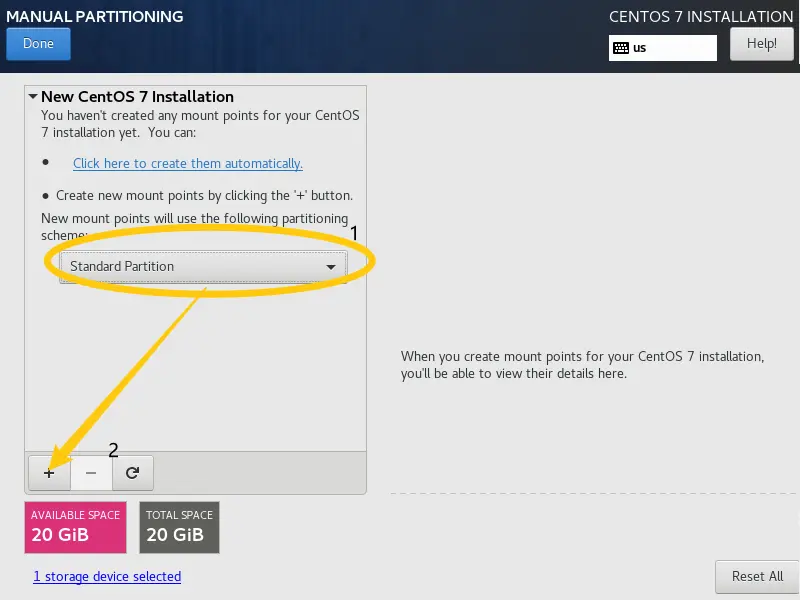 MANUAL PARTITIONING
CENTOS 7 INSTALLATION
Done
us
Help!
New CentOS 7 Installation
You haven't created any mount points for your CentOS
7 installation yet. You can:
Click here to create them automatically.
Create new mount points by clicking the '+' button.
New mount points will use the following partitioning
scheme:
1
Standard Partition
When you create mount points for your CentOS 7 installation,
you'll be able to view their details here.
2
+ −
AVAILABLE SPACE
20 GiB
TOTAL SPACE
20 GiB
1 storage device selected
Reset All